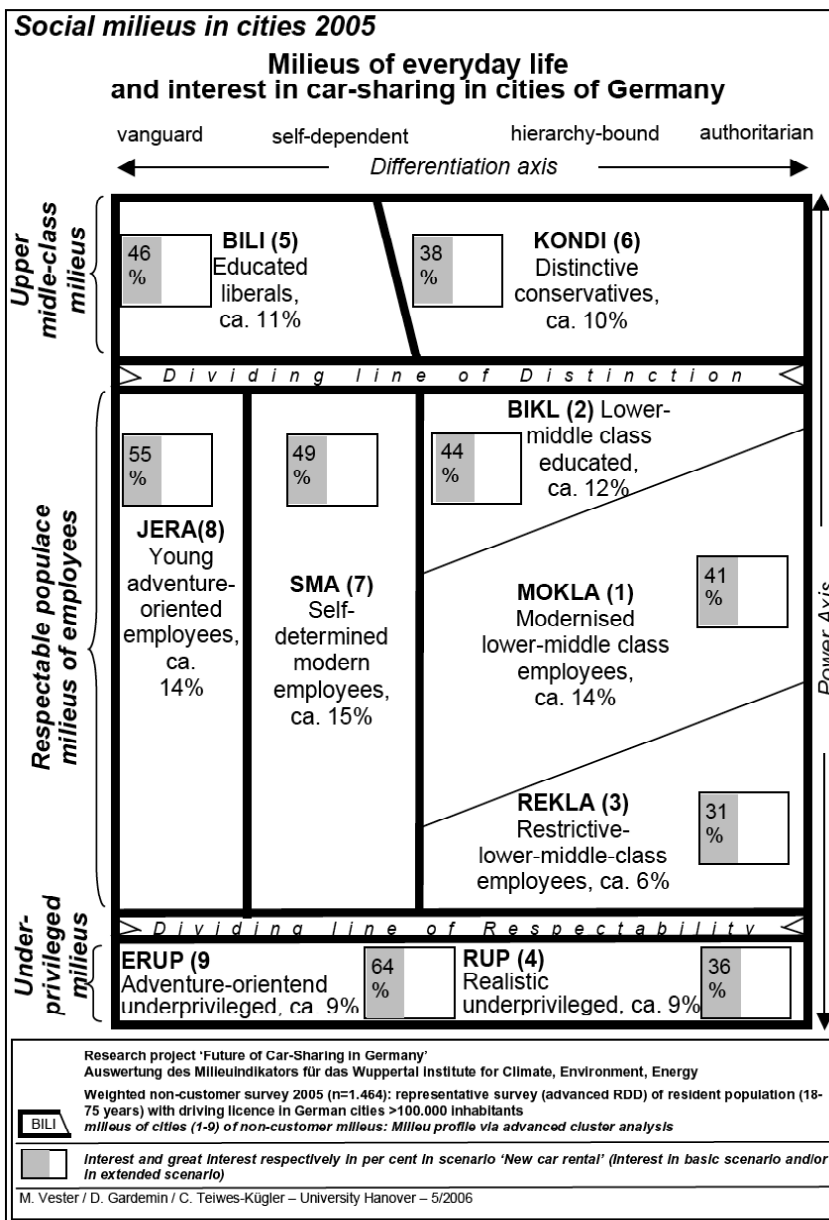 Social milieus in cities 2005
Milieus of everyday life
and interest in car-sharing in cities of Germany
vanguard self-dependent hierarchy-bound authoritarian
Differentiation axis
Upper
midle-class
milieus
46
%
BILI (5)
Educated
liberals,
ca. 11%
38
%
KONDI (6)
Distinctive
conservatives,
ca. 10%
Dividing line of Distinction
Respectable populace
milieus of employees
55
%
JERA(8)
Young
adventure-
oriented
employees,
ca.
14%
49
%
SMA (7)
Self-
determined
modern
employees,
ca. 15%
BIKL (2) Lower-
middle class
educated,
ca. 12%
44
%
MOKLA (1)
Modernised
lower-middle class
employees,
ca. 14%
41
%
REKLA (3)
Restrictive-
lower-middle-class
employees, ca. 6%
31
%
Power Axis
Dividing line of Respectability
Under-
privileged
milieus
ERUP (9
Adventure-orientend
underprivileged, ca. 9%
64
%
RUP (4)
Realistic
underprivileged, ca. 9%
36
%
Research project ‘Future of Car-Sharing in Germany’
Auswertung des Milieuindikators für das Wuppertal Institute for Climate, Environment, Energy
Weighted non-customer survey 2005 (n=1.464): representative survey (advanced RDD) of resident population (18-
75 years) with driving licence in German cities >100.000 inhabitants
milieus of cities (1-9) of non-customer milieus: Milieu profile via advanced cluster analysis
BILI
Interest and great interest respectively in per cent in scenario ‘New car rental’ (interest in basic scenario and/or
in extended scenario)
M. Vester / D. Gardemin / C. Teiwes-Kügler – University Hanover – 5/2006